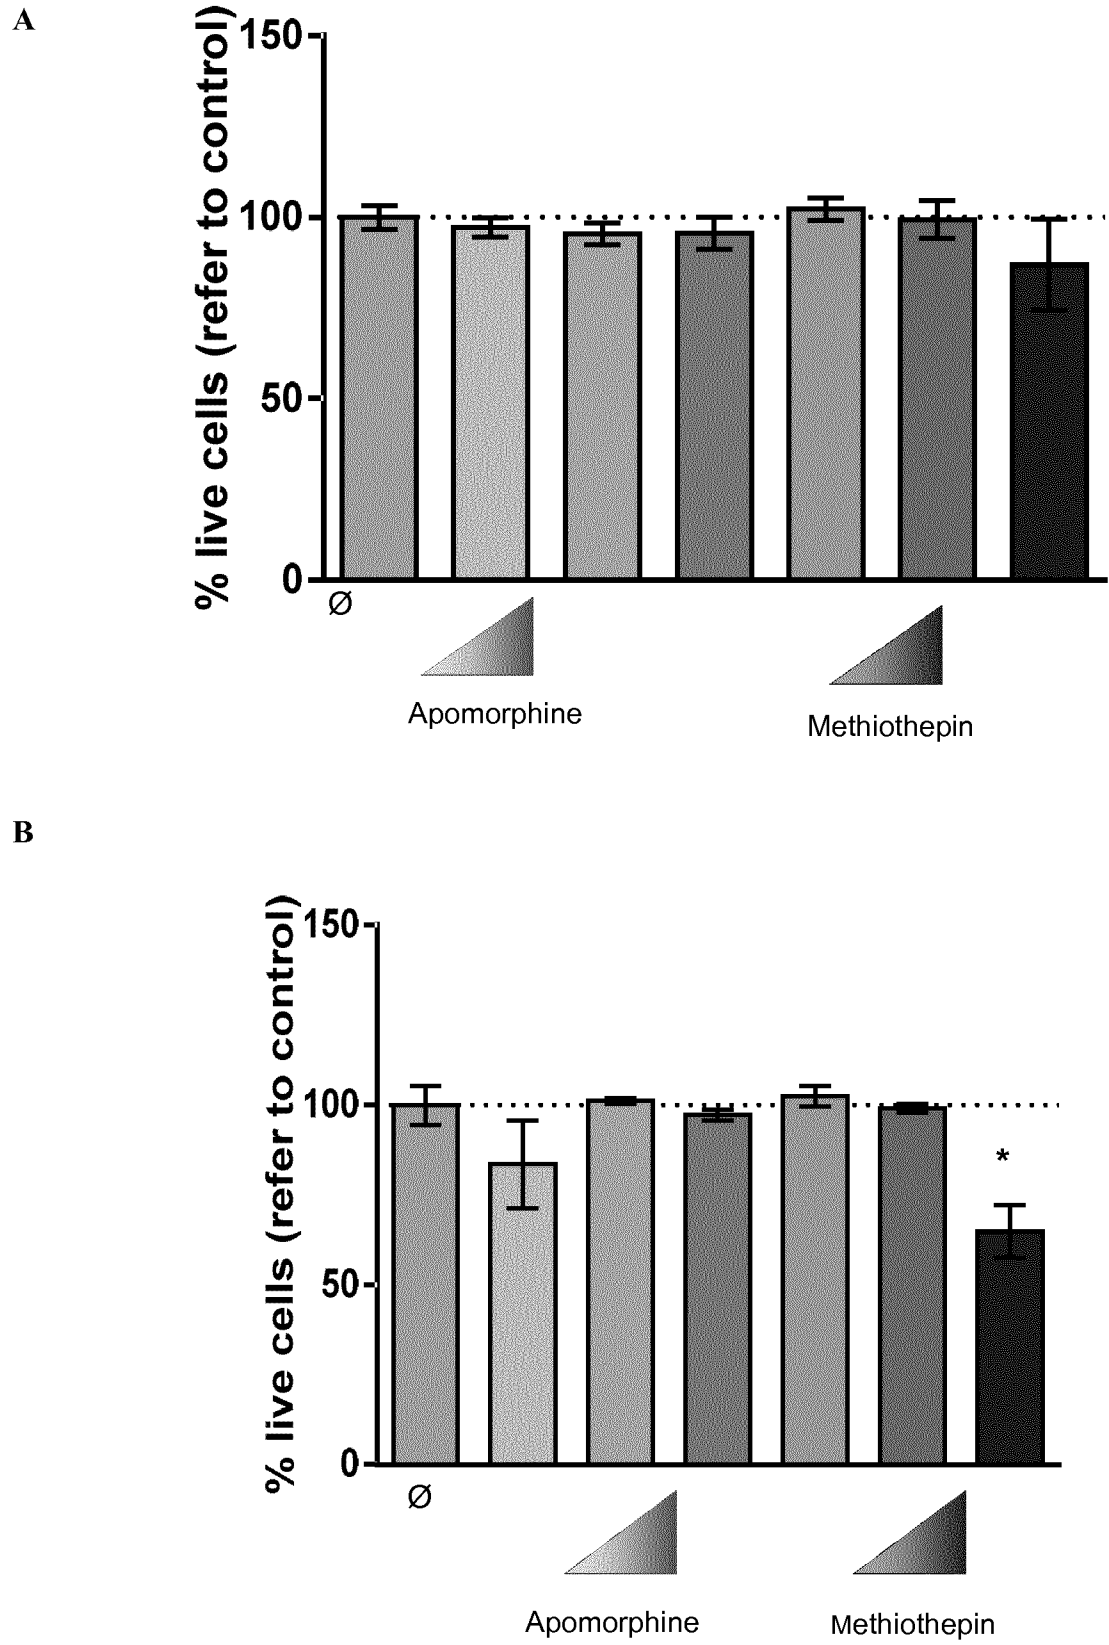 A
% live cells (refer to control)
150
100
50
0
Ø
Apomorphine
Methiothepin
B
% live cells (refer to control)
150
100
50
0
*
Ø
Apomorphine
Methiothepin